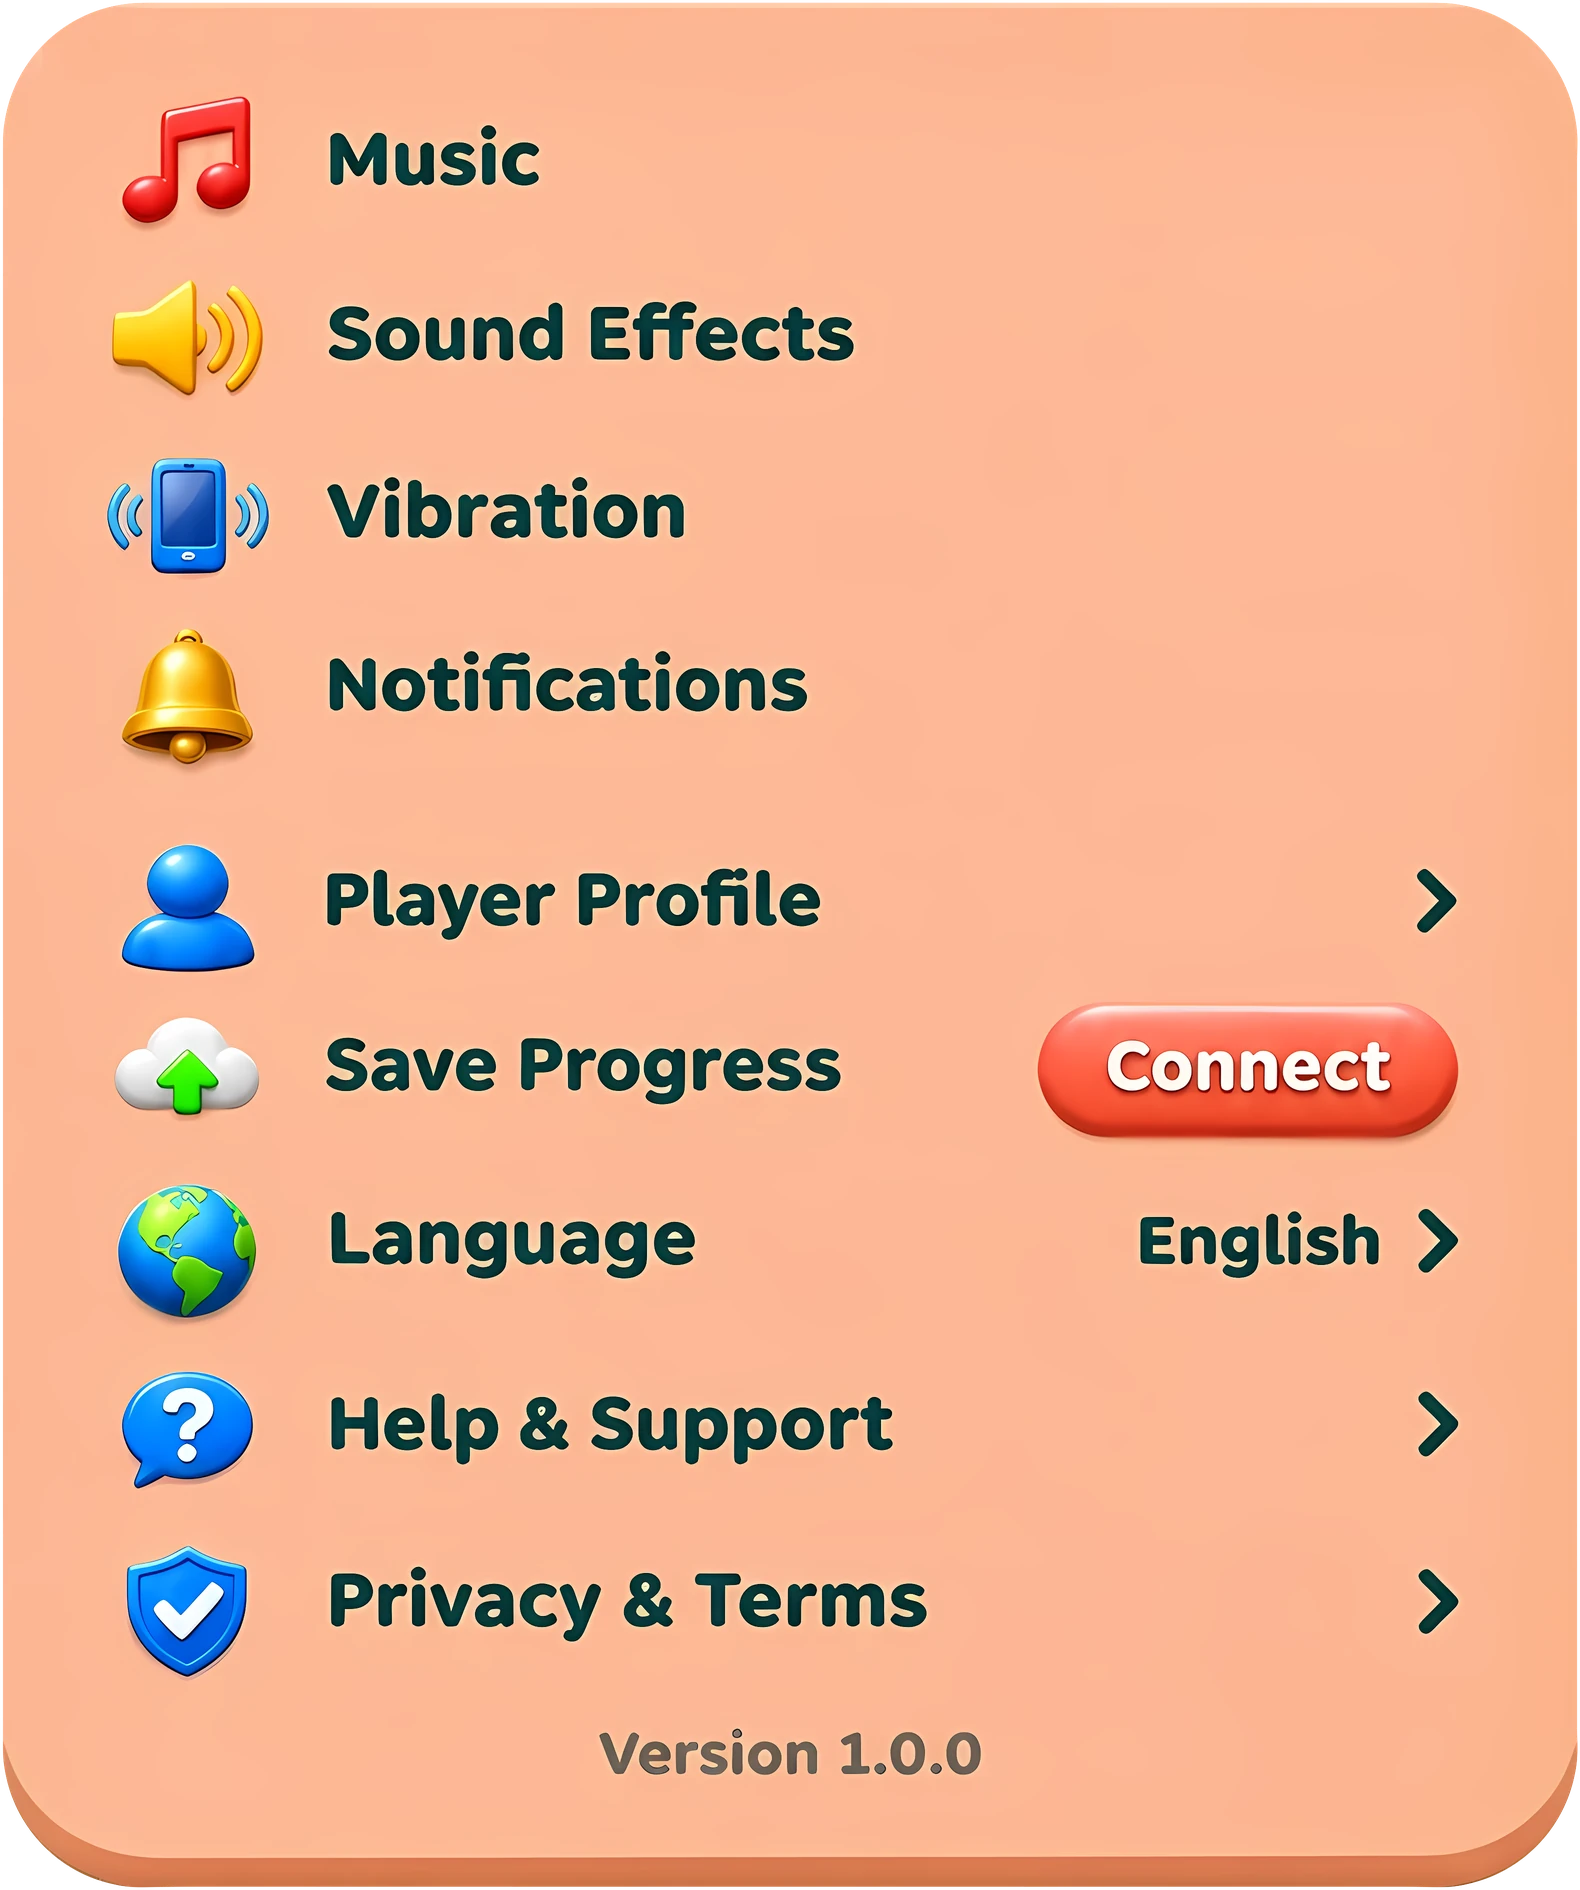 Music
Sound Effects
Vibration
Notifications
Player Profile
Save Progress Connect
Language English
Help & Support
Privacy & Terms
Version 1.0.0